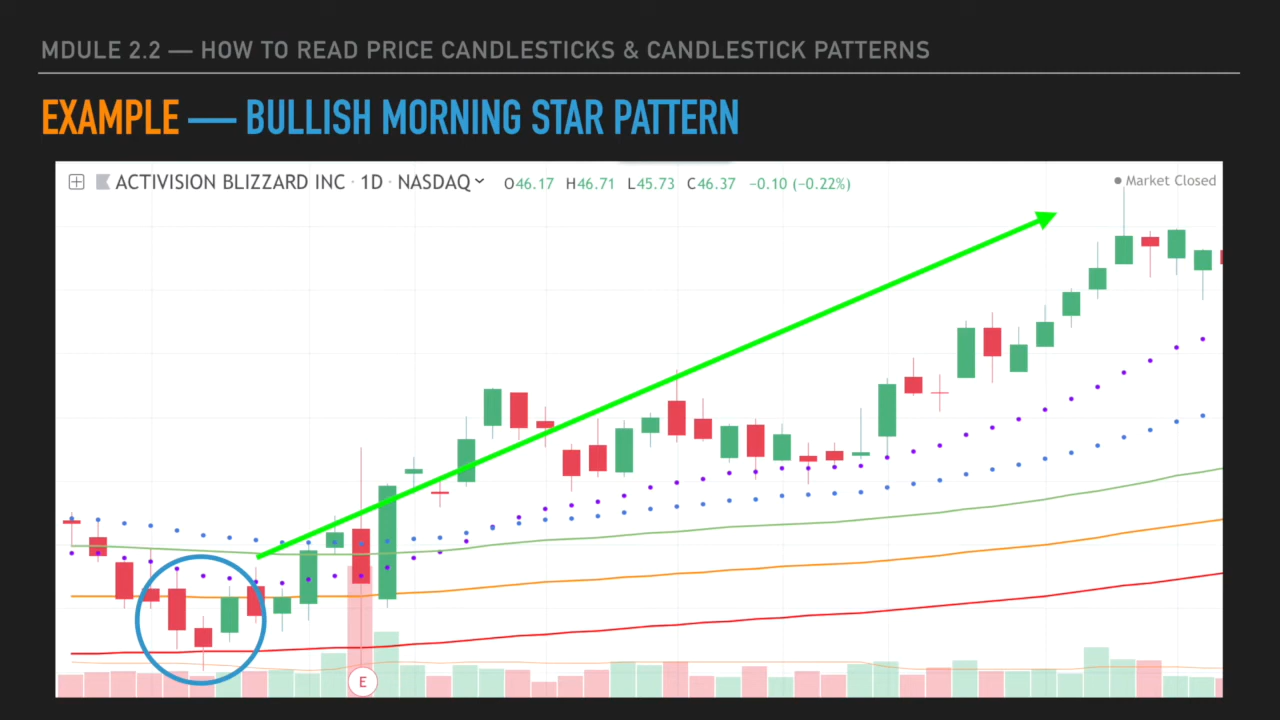 MDULE 2.2 — HOW TO READ PRICE CANDLESTICKS & CANDLESTICK PATTERNS
EXAMPLE — BULLISH MORNING STAR PATTERN
ACTIVISION BLIZZARD INC · 1D · NASDAQ O46.17 H46.71 L45.73 C46.37 −0.10 (−0.22%) Market Closed
E